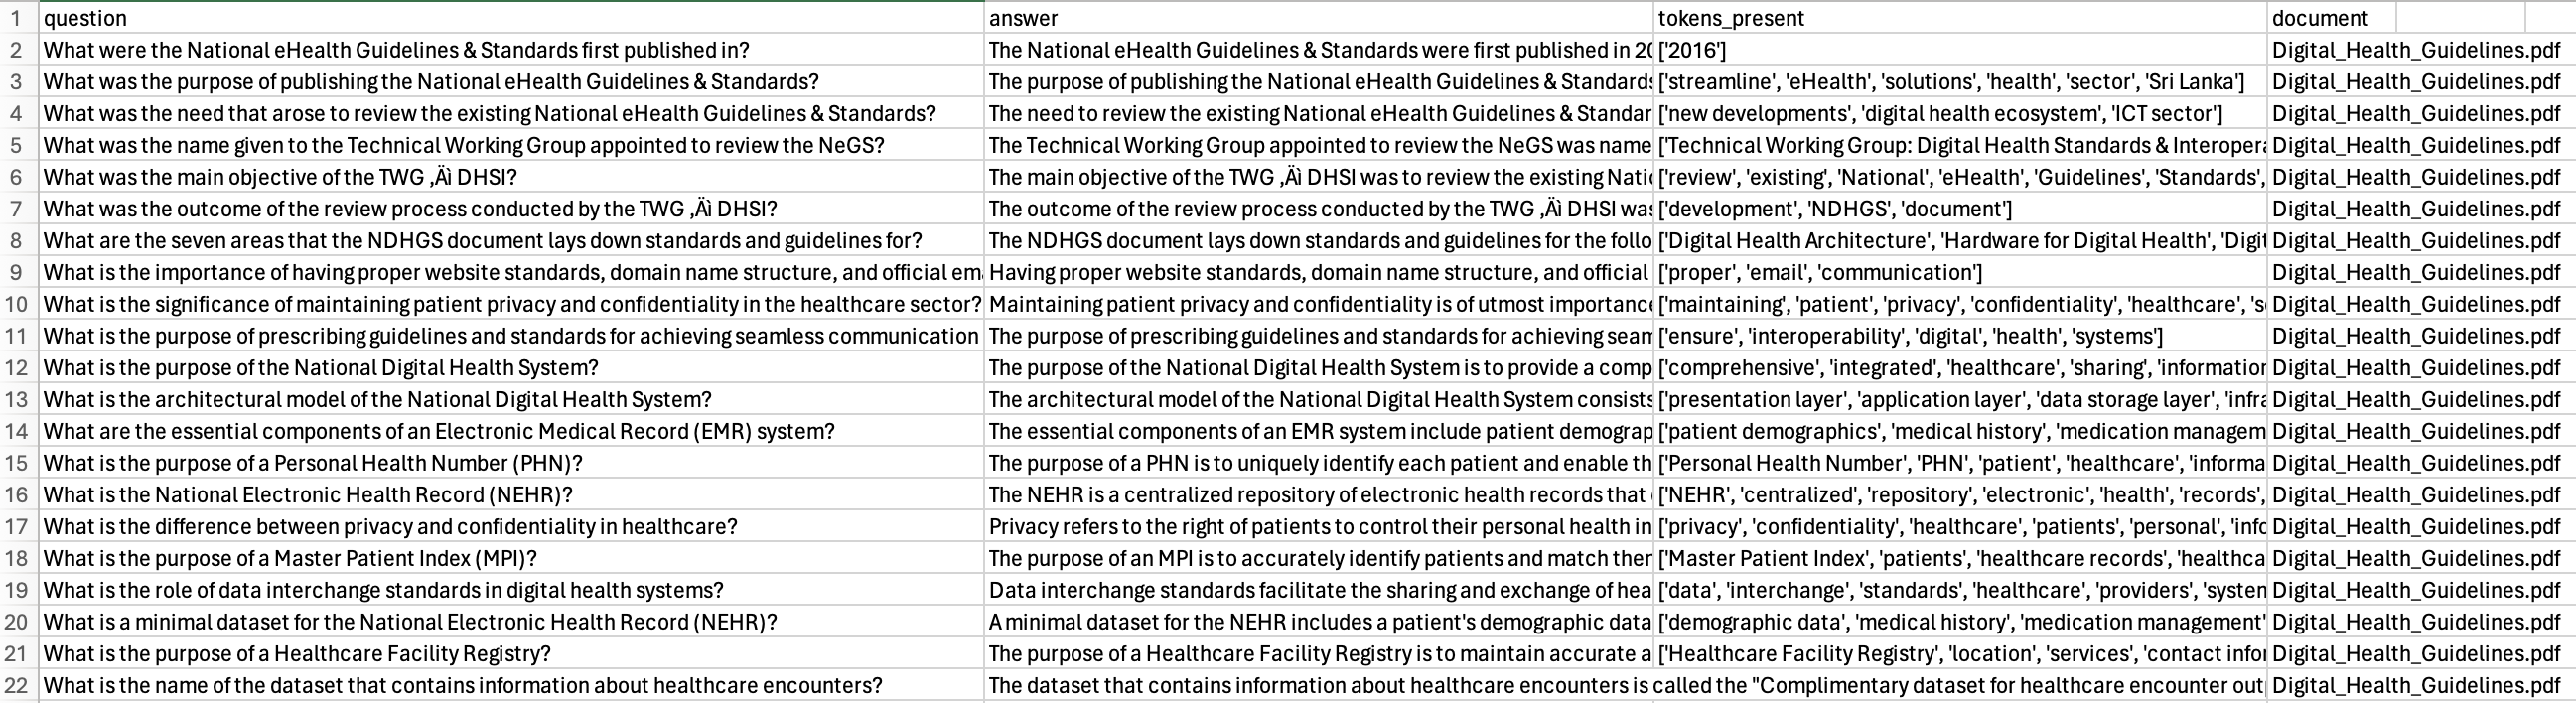 1 question answer tokens_present document
2 What were the National eHealth Guidelines & Standards first published in? The National eHealth Guidelines & Standards were first published in 20 ['2016'] Digital_Health_Guidelines.pdf
3 What was the purpose of publishing the National eHealth Guidelines & Standards? The purpose of publishing the National eHealth Guidelines & Standards ['streamline', 'eHealth', 'solutions', 'health', 'sector', 'Sri Lanka'] Digital_Health_Guidelines.pdf
4 What was the need that arose to review the existing National eHealth Guidelines & Standards? The need to review the existing National eHealth Guidelines & Standar ['new developments', 'digital health ecosystem', 'ICT sector'] Digital_Health_Guidelines.pdf
5 What was the name given to the Technical Working Group appointed to review the NeGS? The Technical Working Group appointed to review the NeGS was name ['Technical Working Group: Digital Health Standards & Interopera Digital_Health_Guidelines.pdf
6 What was the main objective of the TWG ‚Äì DHSI? The main objective of the TWG ‚Äì DHSI was to review the existing Natio ['review', 'existing', 'National', 'eHealth', 'Guidelines', 'Standards', Digital_Health_Guidelines.pdf
7 What was the outcome of the review process conducted by the TWG ‚Äì DHSI? The outcome of the review process conducted by the TWG ‚Äì DHSI was ['development', 'NDHGS', 'document'] Digital_Health_Guidelines.pdf
8 What are the seven areas that the NDHGS document lays down standards and guidelines for? The NDHGS document lays down standards and guidelines for the follo ['Digital Health Architecture', 'Hardware for Digital Health', 'Digit Digital_Health_Guidelines.pdf
9 What is the importance of having proper website standards, domain name structure, and official ema Having proper website standards, domain name structure, and official ['proper', 'email', 'communication'] Digital_Health_Guidelines.pdf
10 What is the significance of maintaining patient privacy and confidentiality in the healthcare sector? Maintaining patient privacy and confidentiality is of utmost importance ['maintaining', 'patient', 'privacy', 'confidentiality', 'healthcare', 'se Digital_Health_Guidelines.pdf
11 What is the purpose of prescribing guidelines and standards for achieving seamless communication The purpose of prescribing guidelines and standards for achieving seam ['ensure', 'interoperability', 'digital', 'health', 'systems'] Digital_Health_Guidelines.pdf
12 What is the purpose of the National Digital Health System? The purpose of the National Digital Health System is to provide a comp ['comprehensive', 'integrated', 'healthcare', 'sharing', 'information Digital_Health_Guidelines.pdf
13 What is the architectural model of the National Digital Health System? The architectural model of the National Digital Health System consists ['presentation layer', 'application layer', 'data storage layer', 'infra Digital_Health_Guidelines.pdf
14 What are the essential components of an Electronic Medical Record (EMR) system? The essential components of an EMR system include patient demograp ['patient demographics', 'medical history', 'medication managem Digital_Health_Guidelines.pdf
15 What is the purpose of a Personal Health Number (PHN)? The purpose of a PHN is to uniquely identify each patient and enable th ['Personal Health Number', 'PHN', 'patient', 'healthcare', 'informa Digital_Health_Guidelines.pdf
16 What is the National Electronic Health Record (NEHR)? The NEHR is a centralized repository of electronic health records that ['NEHR', 'centralized', 'repository', 'electronic', 'health', 'records', Digital_Health_Guidelines.pdf
17 What is the difference between privacy and confidentiality in healthcare? Privacy refers to the right of patients to control their personal health in ['privacy', 'confidentiality', 'healthcare', 'patients', 'personal', 'info Digital_Health_Guidelines.pdf
18 What is the purpose of a Master Patient Index (MPI)? The purpose of an MPI is to accurately identify patients and match ther ['Master Patient Index', 'patients', 'healthcare records', 'healthca Digital_Health_Guidelines.pdf
19 What is the role of data interchange standards in digital health systems? Data interchange standards facilitate the sharing and exchange of hea ['data', 'interchange', 'standards', 'healthcare', 'providers', 'system Digital_Health_Guidelines.pdf
20 What is a minimal dataset for the National Electronic Health Record (NEHR)? A minimal dataset for the NEHR includes a patient's demographic data ['demographic data', 'medical history', 'medication management' Digital_Health_Guidelines.pdf
21 What is the purpose of a Healthcare Facility Registry? The purpose of a Healthcare Facility Registry is to maintain accurate a ['Healthcare Facility Registry', 'location', 'services', 'contact infor Digital_Health_Guidelines.pdf
22 What is the name of the dataset that contains information about healthcare encounters? The dataset that contains information about healthcare encounters is called the "Complimentary dataset for healthcare encounter out Digital_Health_Guidelines.pdf